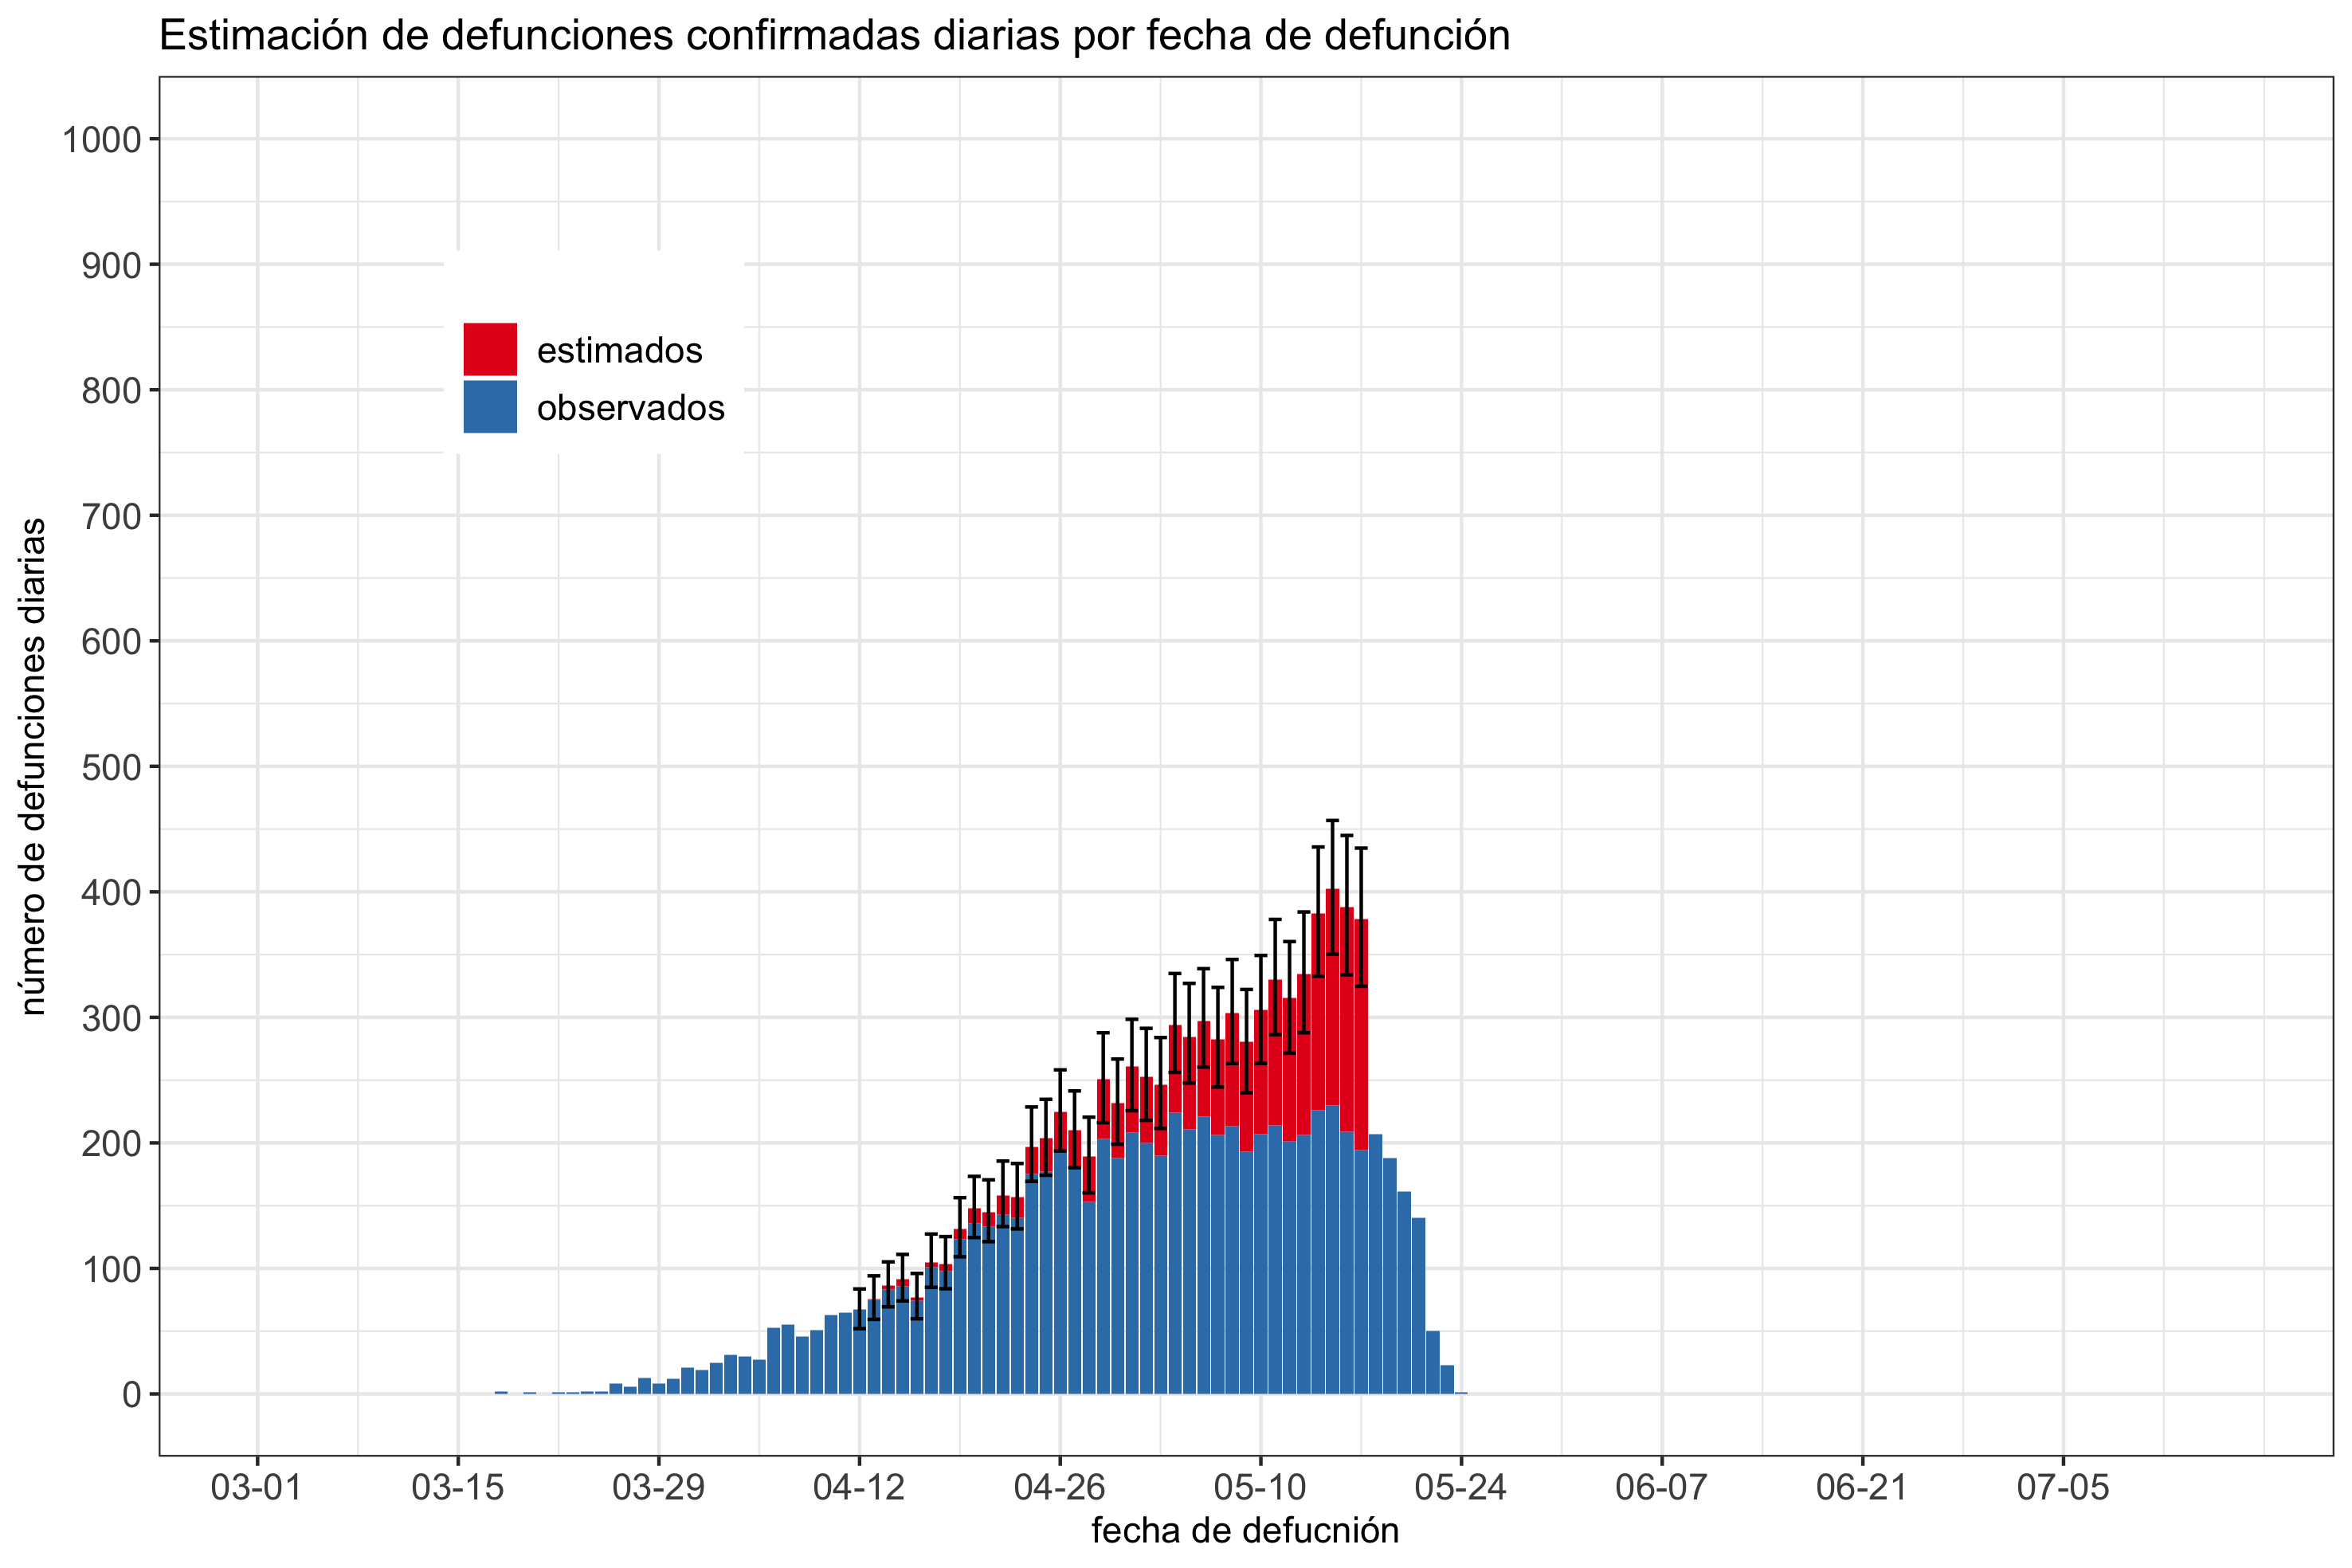 Estimación de defunciones confirmadas diarias por fecha de defunción
1000
900
800
700
600
500
400
300
200
100
0
número de defunciones diarias
estimados
observados
03-01 03-15 03-29 04-12 04-26 05-10 05-24 06-07 06-21 07-05
fecha de defucnión